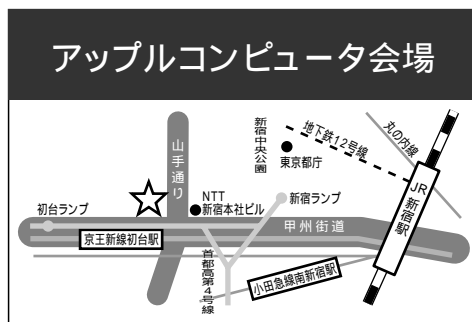 アップルコンピュータ会場
山手通り
新宿中央公園
地下鉄12号線
丸の内線
東京都庁
JR新宿駅
NTT
新宿本社ビル
新宿ランプ
初台ランプ
甲州街道
京王新線初台駅
首都高第4号線
小田急線南新宿駅